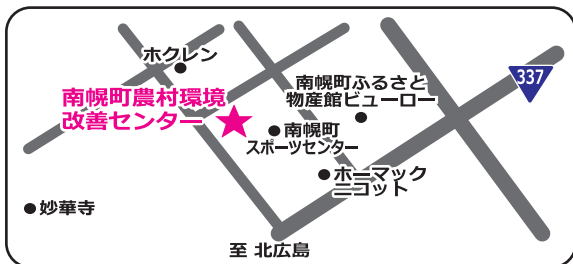 ホクレン
337
南幌町農村環境
改善センター
南幌町ふるさと
物産館ビューロー
南幌町
スポーツセンター
ホーマック
ニコット
妙華寺
至 北広島